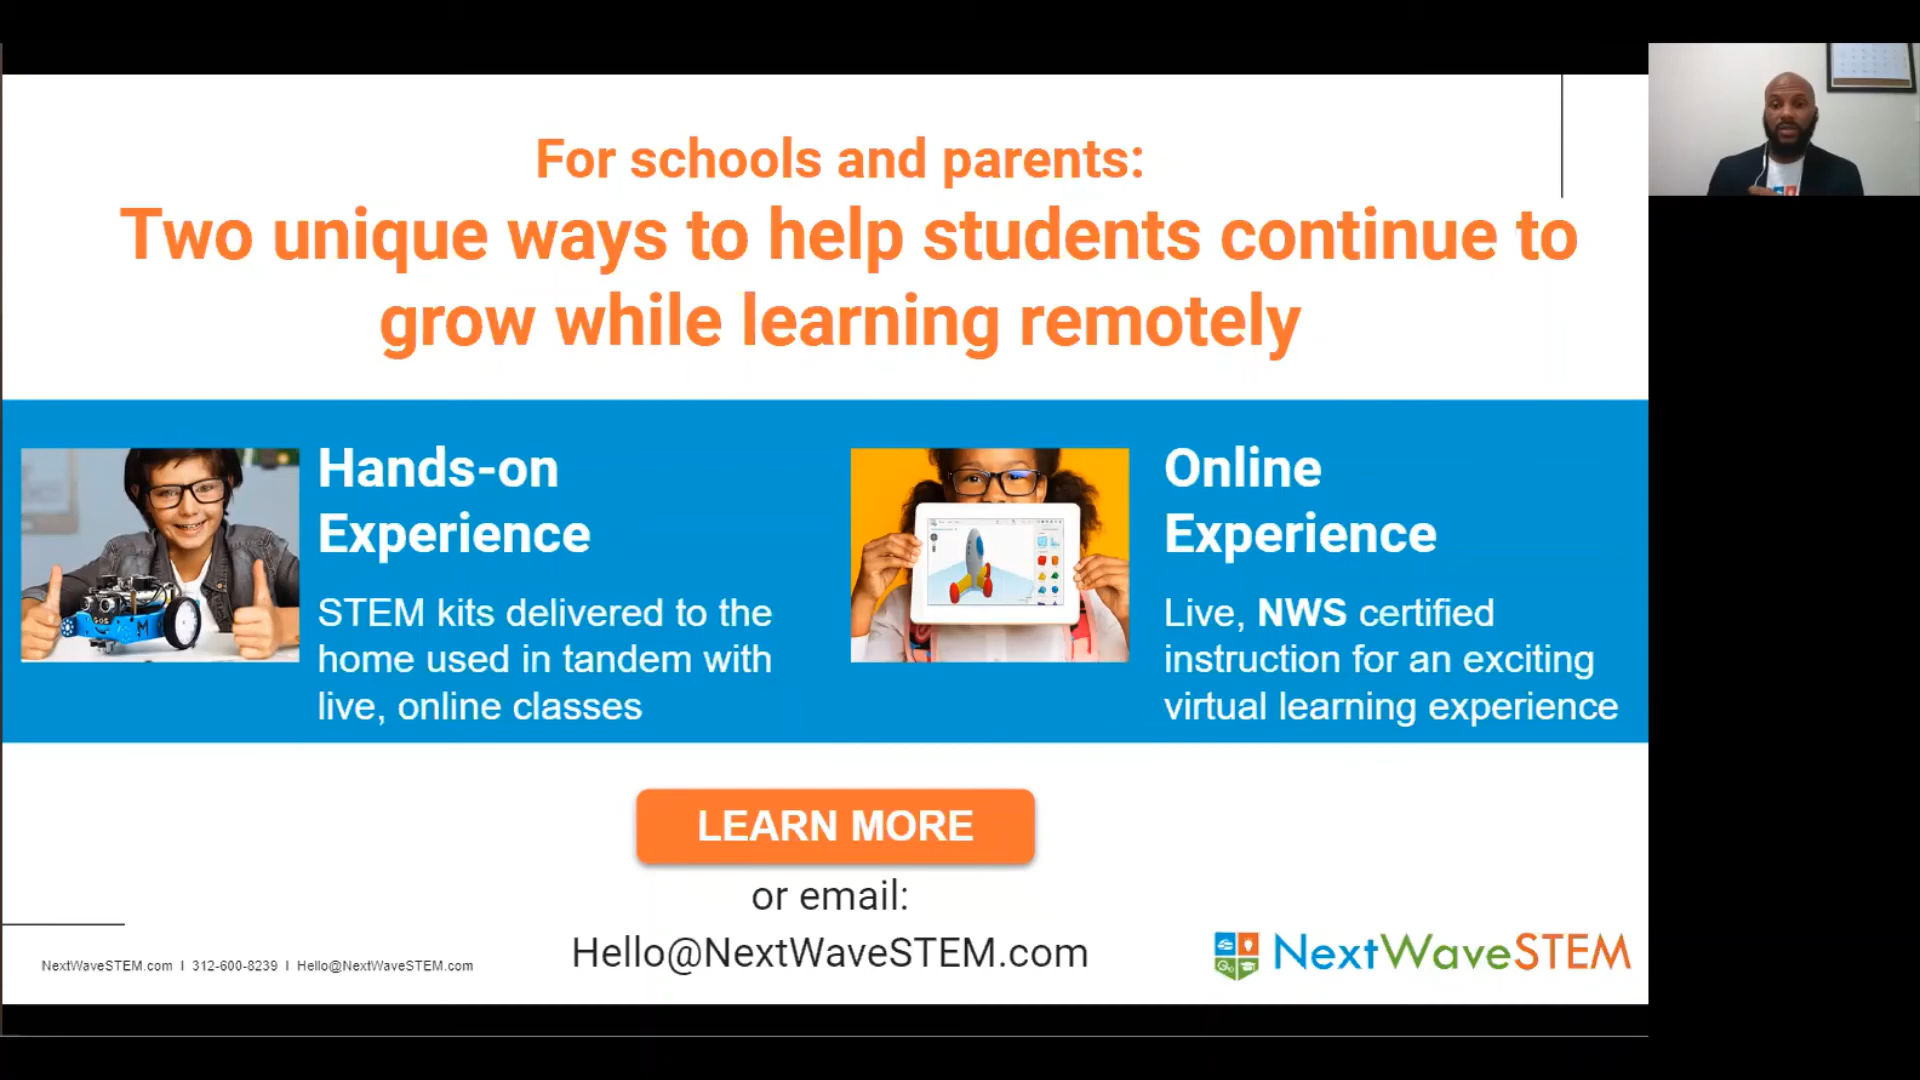 For schools and parents:
Two unique ways to help students continue to
grow while learning remotely
Hands-on
Experience
STEM kits delivered to the
home used in tandem with
live, online classes
Online
Experience
Live, NWS certified
instruction for an exciting
virtual learning experience
LEARN MORE
or email:
Hello@NextWaveSTEM.com
NextWaveSTEM.com | 312-600-8239 | Hello@NextWaveSTEM.com
NextWaveSTEM